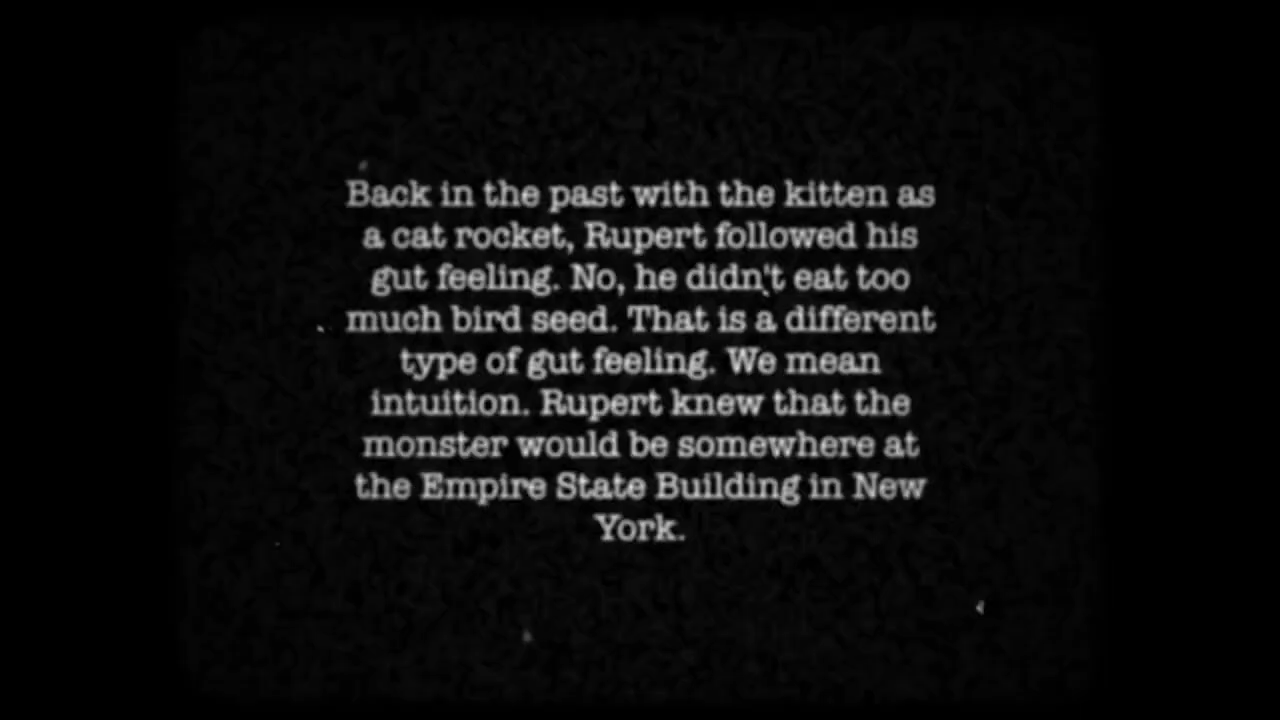 Back in the past with the kitten as
a cat rocket, Rupert followed his
gut feeling. No, he didn't eat too
much bird seed. That is a different
type of gut feeling. We mean
intuition. Rupert knew that the
monster would be somewhere at
the Empire State Building in New
York.